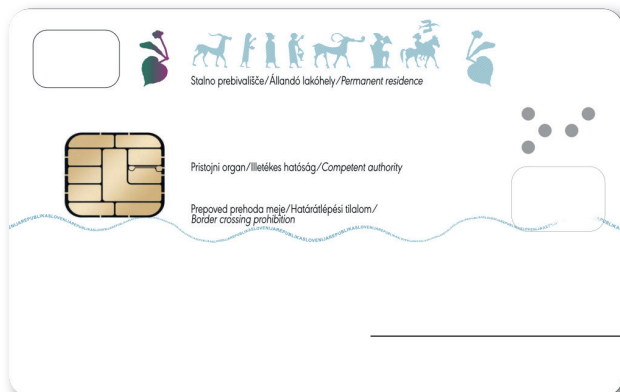 Stalno prebivališče/Állandó lakóhely/Permanent residence
Pristojni organ/Illetékes hatóság/Competent authority
Prepoved prehoda meje/Határátlépési tilalom/
Border crossing prohibition